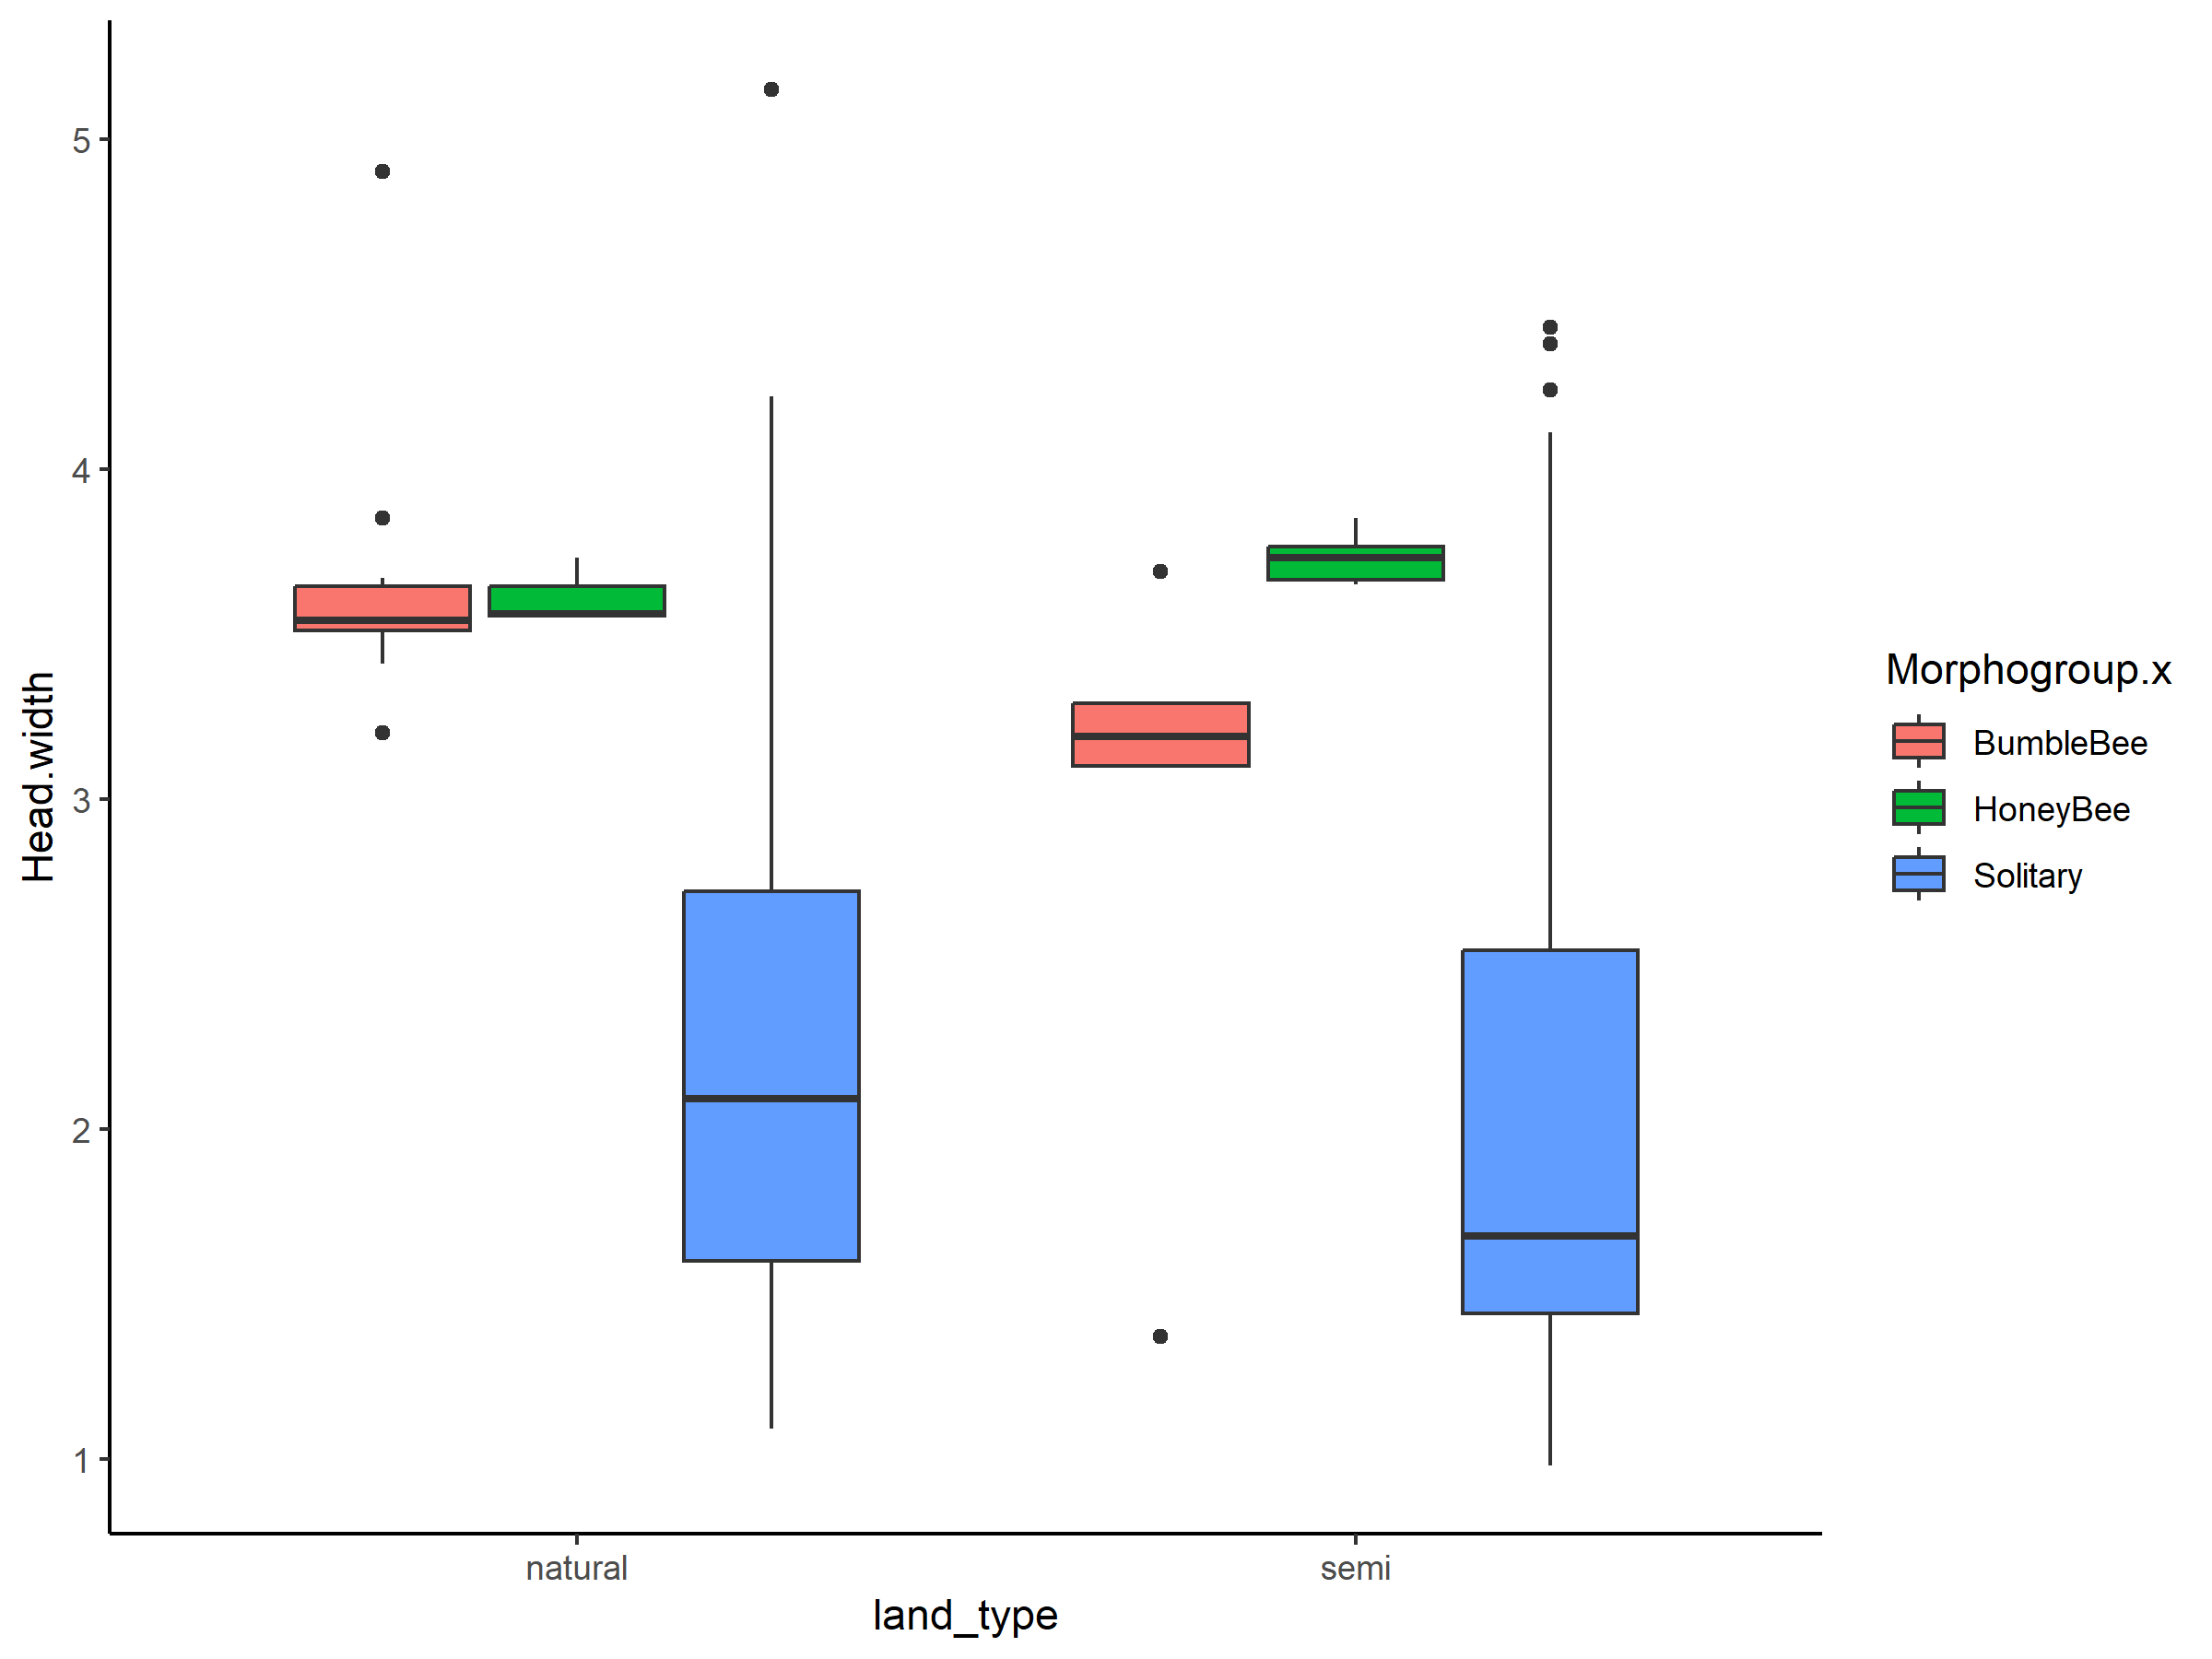 Head.width
5
4
3
2
1
natural
semi
land_type
Morphogroup.x
BumbleBee
HoneyBee
Solitary